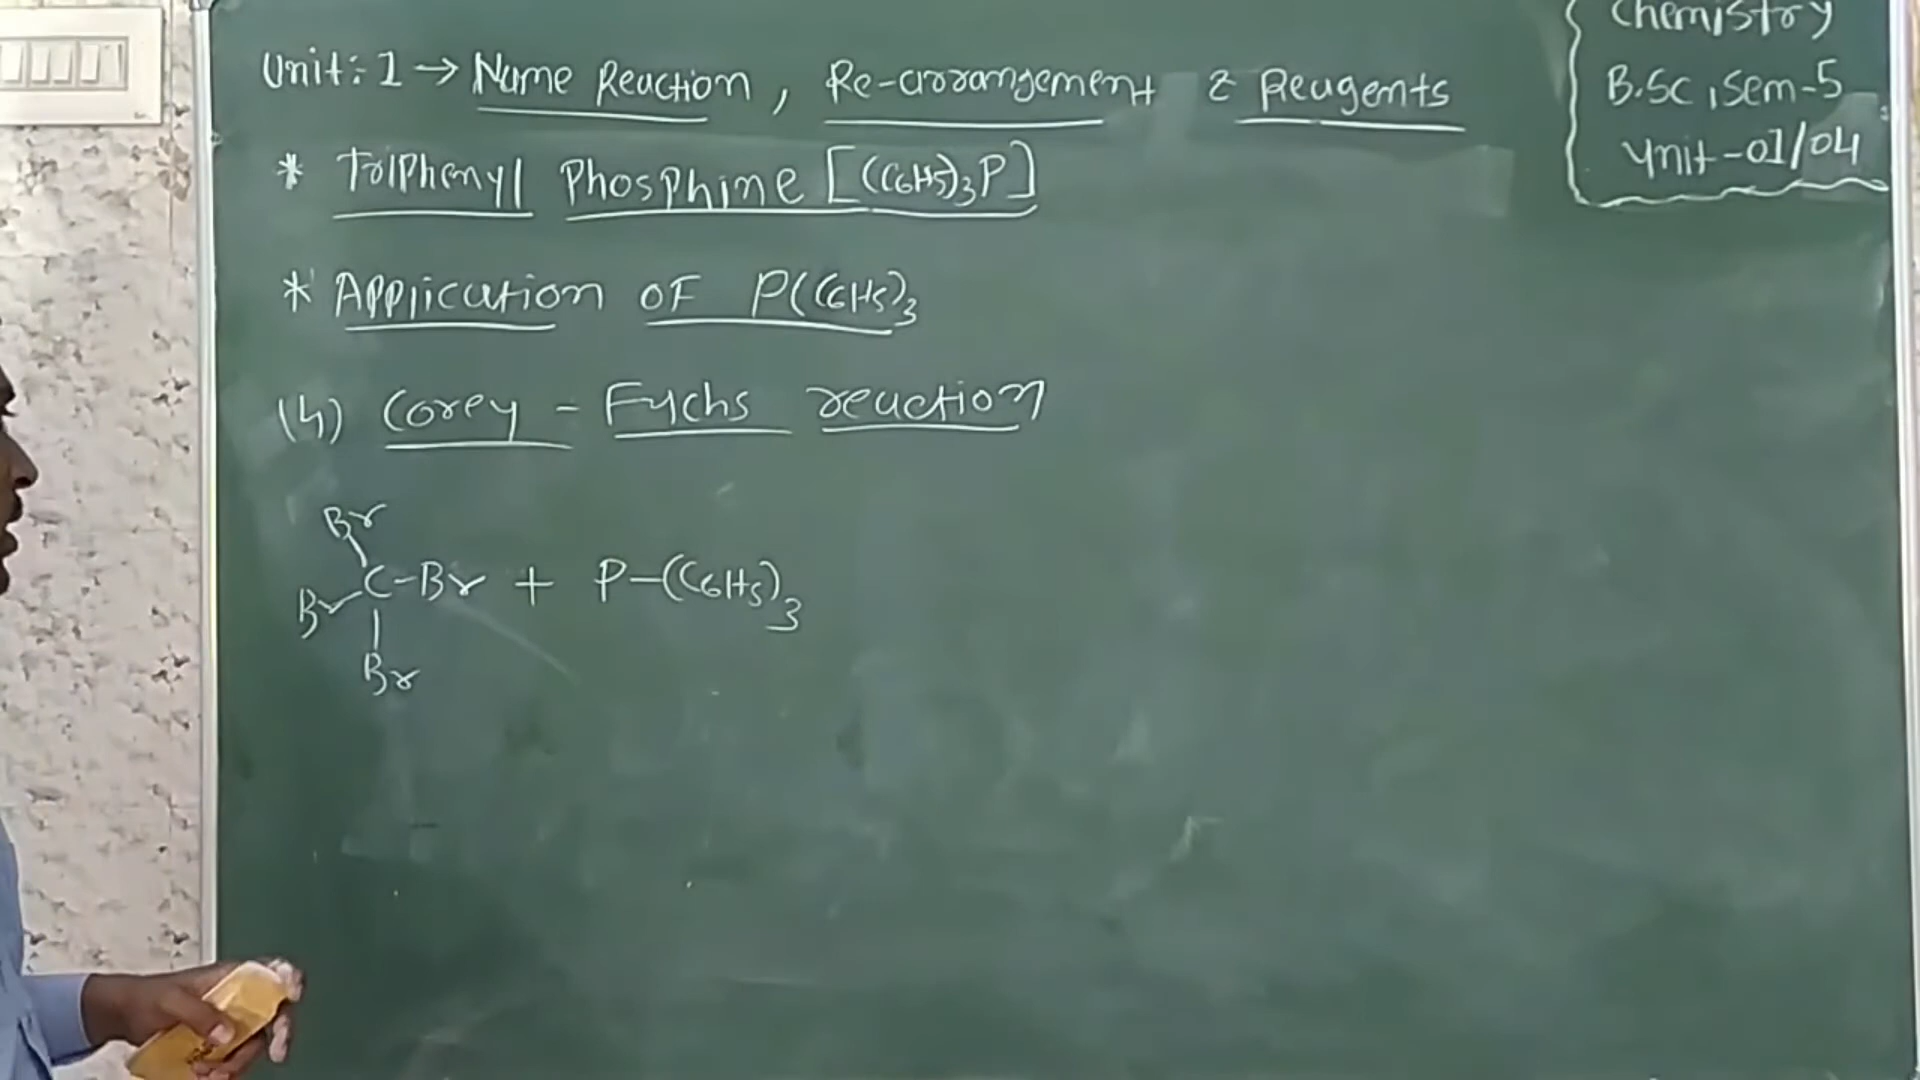 Unit:-1 → Name Reaction, Re-arrangement & Reagents
Chemistry
B.Sc, Sem-5
Unit-01/04
* Triphenyl Phosphine [(C6H5)3P]
* Application of P(C6H5)3
(4) Corey - Fuchs reaction
Br
Br-C-Br + P-(C6H5)3
Br